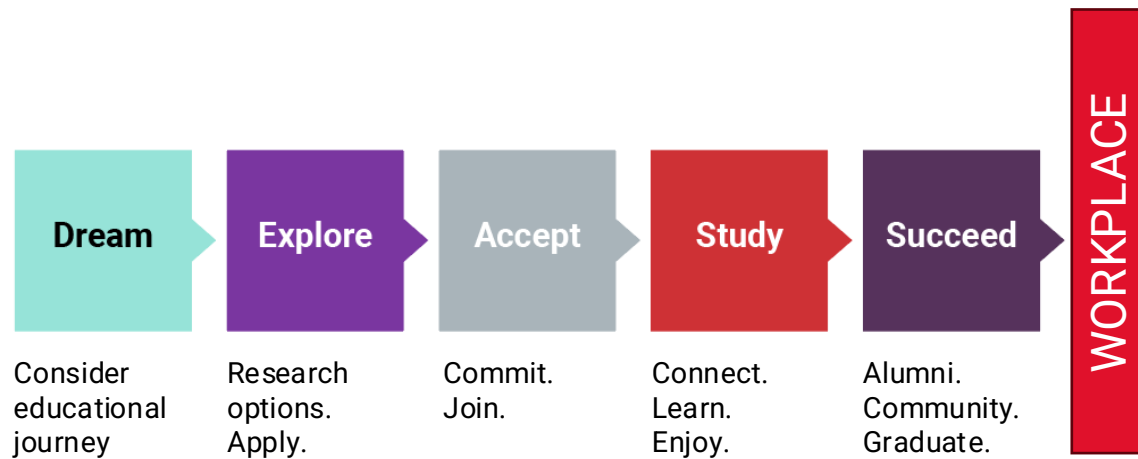 Dream
Explore
Accept
Study
Succeed
WORKPLACE
Consider
educational
journey
Research
options.
Apply.
Commit.
Join.
Connect.
Learn.
Enjoy.
Alumni.
Community.
Graduate.